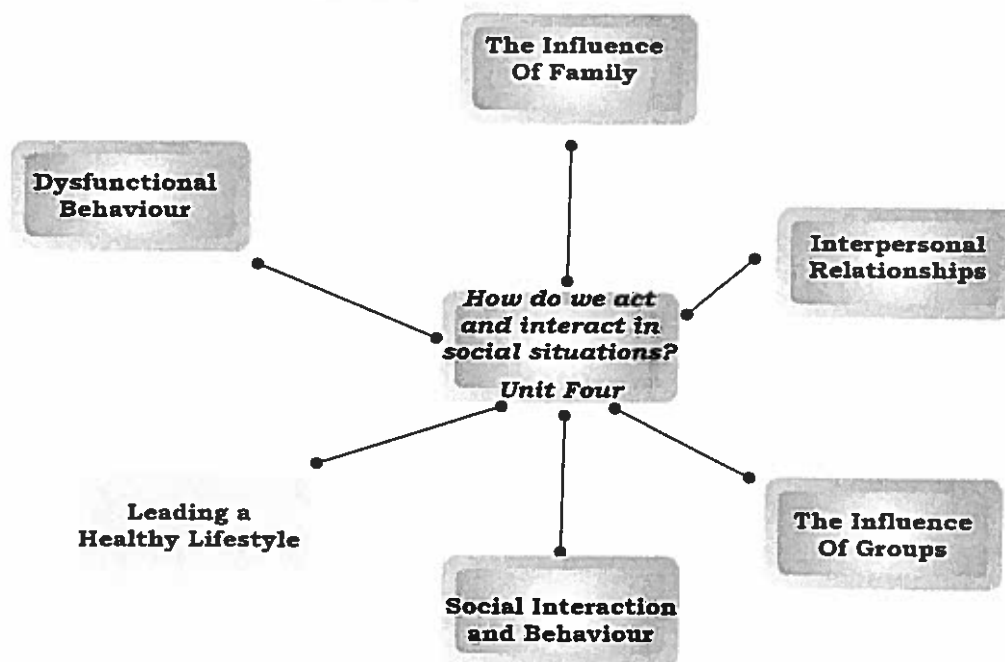 The Influence
Of Family
Dysfunctional
Behaviour
Interpersonal
Relationships
How do we act
and interact in
social situations?
Unit Four
Leading a
Healthy Lifestyle
The Influence
Of Groups
Social Interaction
and Behaviour